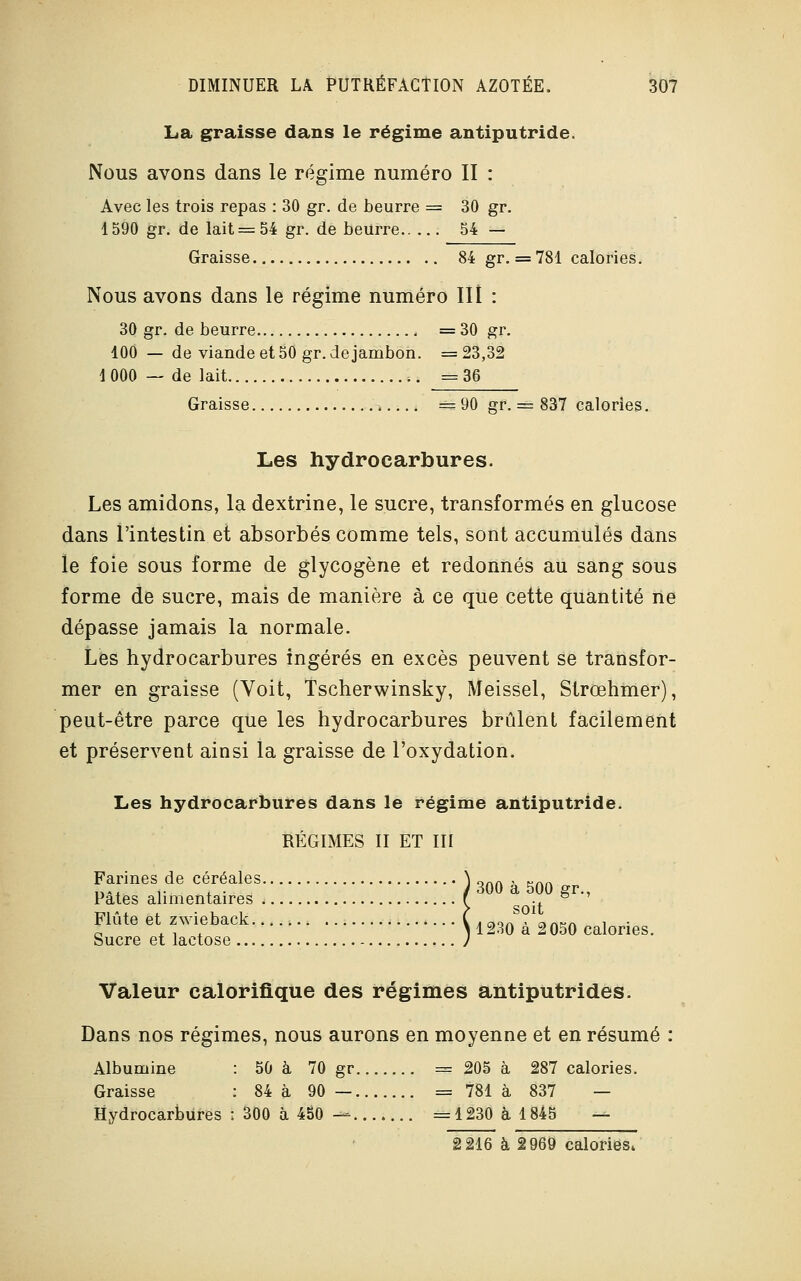 DIMINUER LA PUTRÉFACTION AZOTÉE. 307
La graisse dans le régime antiputride.
Nous avons dans le régime numéro II :
Avec les trois repas : 30 gr. de beurre = 30 gr.
1590 gr. de lait = 54 gr. de beurre.. ... 54 —
Graisse.................... .. 84 gr. = 781 calories.
Nous avons dans le régime numéro III :
30 gr. de beurre.................... = 30 gr.
100 — de viande et 50 gr. de jambon. = 23,32
1000 — de lait.................... = 36
Graisse.................... = 90 gr. = 837 calories.
Les hydrocarbures.
Les amidons, la dextrine, le sucre, transformés en glucose
dans l'intestin et absorbés comme tels, sont accumulés dans
le foie sous forme de glycogène et redonnés au sang sous
forme de sucre, mais de manière à ce que cette quantité ne
dépasse jamais la normale.
Les hydrocarbures ingérés en excès peuvent se transfor-
mer en graisse (Voit, Tscherwinsky, Meissel, Strœhmer),
peut-être parce que les hydrocarbures brûlent facilement
et préservent ainsi la graisse de l'oxydation.
Les hydrocarbures dans le régime antiputride.
RÉGIMES II ET III
Farines de céréales....................
Pâtes alimentaires....................
Flûte et zwieback....................
Sucre et lactose....................
300 à 500 gr.,
soit
1230 à 2050 calories.
Valeur calorifique des régimes antiputrides.
Dans nos régimes, nous aurons en moyenne et en résumé :
Albumine : 50 à 70 gr....... = 205 à 287 calories.
Graisse : 84 à 90 —....... = 781 à 837 —
Hydrocarbures : 300 à 450 —....... = 1230 à 1845 —
2216 à 2969 calories.